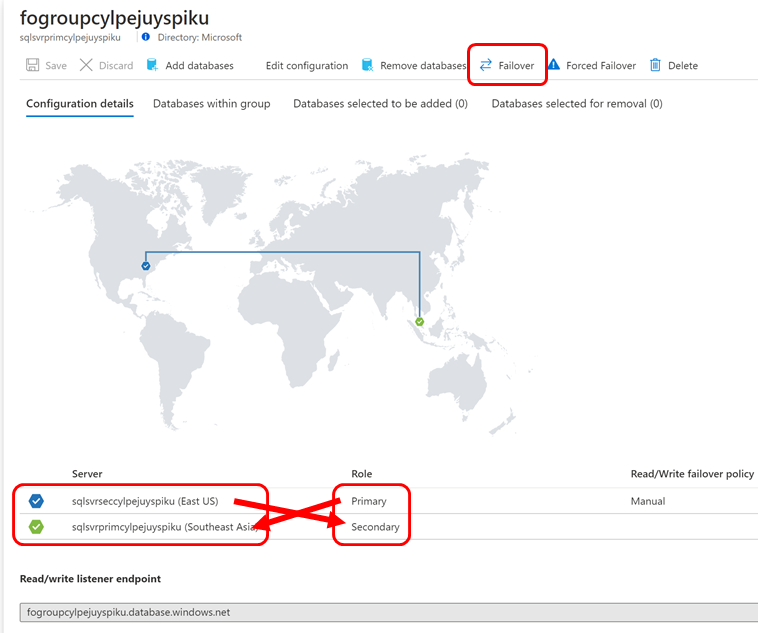 fogroupcylpejuyspiku
sqlsvrprimcylpejuyspiku Directory: Microsoft
Save Discard Add databases Edit configuration Remove databases Failover Forced Failover Delete
Configuration details Databases within group Databases selected to be added (0) Databases selected for removal (0)
Server Role Read/Write failover policy
sqlsvrseccylpejuyspiku (East US) Primary Manual
sqlsvrprimcylpejuyspiku (Southeast Asia) Secondary
Read/write listener endpoint
fogroupcylpejuyspiku.database.windows.net